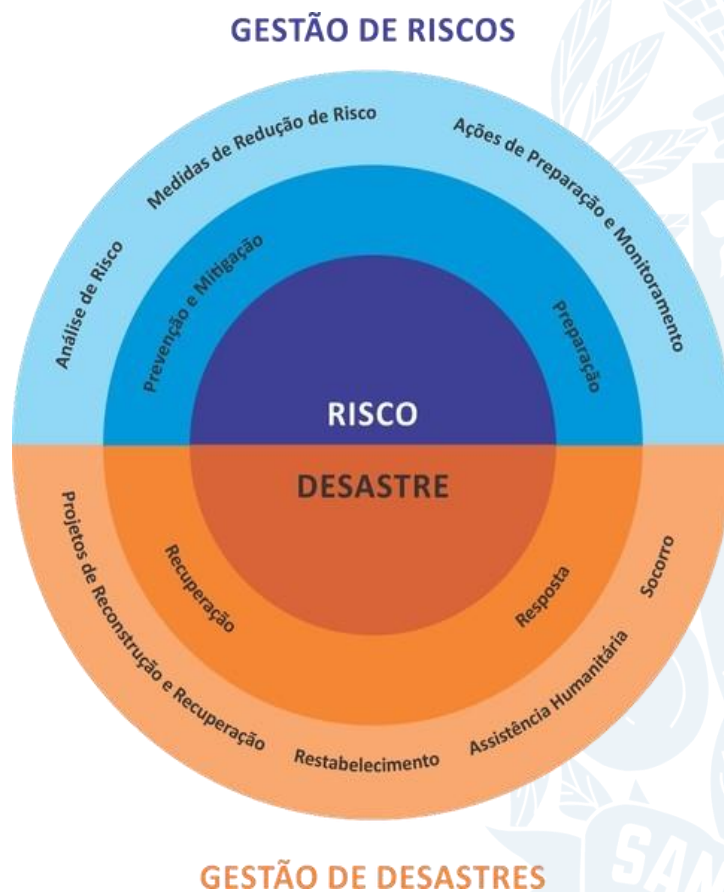 GESTÃO DE RISCOS
Análise de Risco
Medidas de Redução de Risco
Ações de Preparação e Monitoramento
Prevenção e Mitigação
Preparação
RISCO
DESASTRE
Recuperação
Resposta
Projetos de Reconstrução e Recuperação
Restabelecimento
Assistência Humanitária
Socorro
GESTÃO DE DESASTRES
SAN